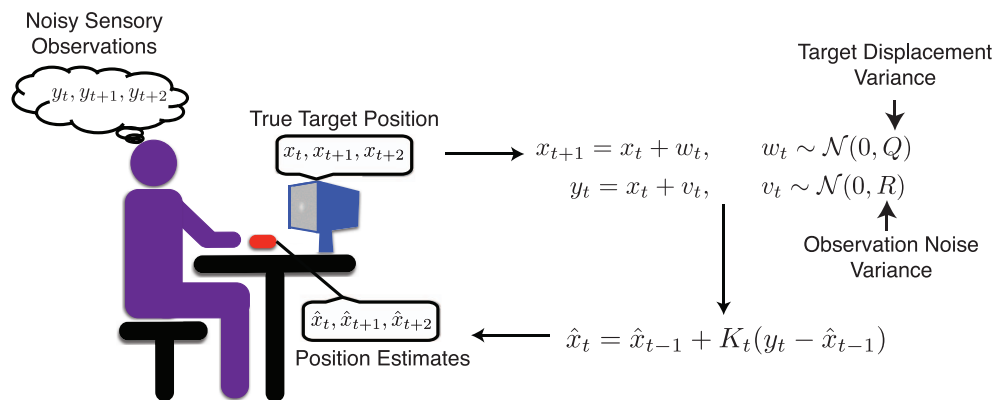 Noisy Sensory
Observations
y_t, y_{t+1}, y_{t+2}
True Target Position
x_t, x_{t+1}, x_{t+2}
Target Displacement
Variance
x_{t+1} = x_t + w_t, w_t ∼ 𝒩(0, Q)
y_t = x_t + v_t, v_t ∼ 𝒩(0, R)
Observation Noise
Variance
x̂_t, x̂_{t+1}, x̂_{t+2}
Position Estimates
x̂_t = x̂_{t−1} + K_t(y_t − x̂_{t−1})